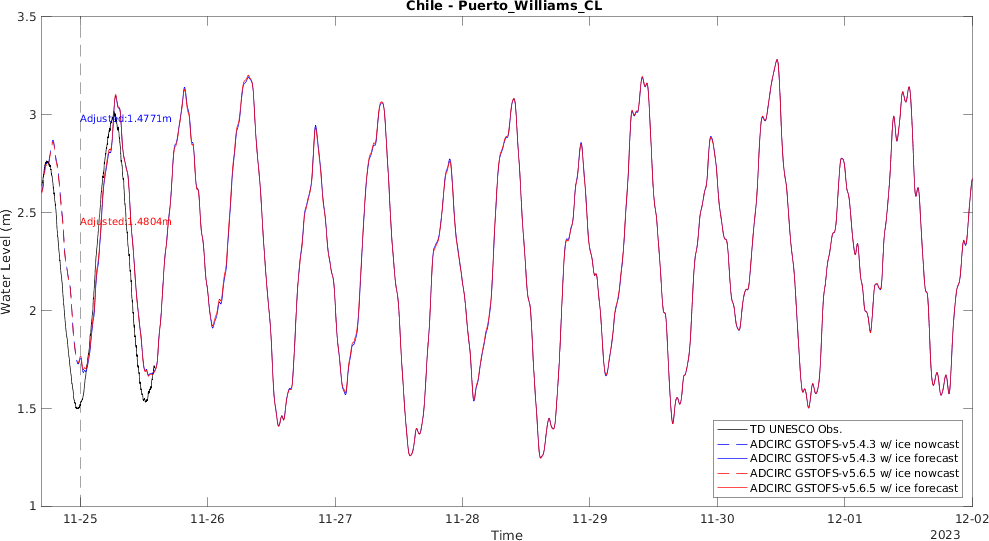 Chile - Puerto_Williams_CL
3.5
3
2.5
2
1.5
1
Water Level (m)
Adjusted:1.4771m
Adjusted:1.4804m
TD UNESCO Obs.
ADCIRC GSTOFS-v5.4.3 w/ ice nowcast
ADCIRC GSTOFS-v5.4.3 w/ ice forecast
ADCIRC GSTOFS-v5.6.5 w/ ice nowcast
ADCIRC GSTOFS-v5.6.5 w/ ice forecast
11-25 11-26 11-27 11-28 11-29 11-30 12-01 12-02
Time
2023